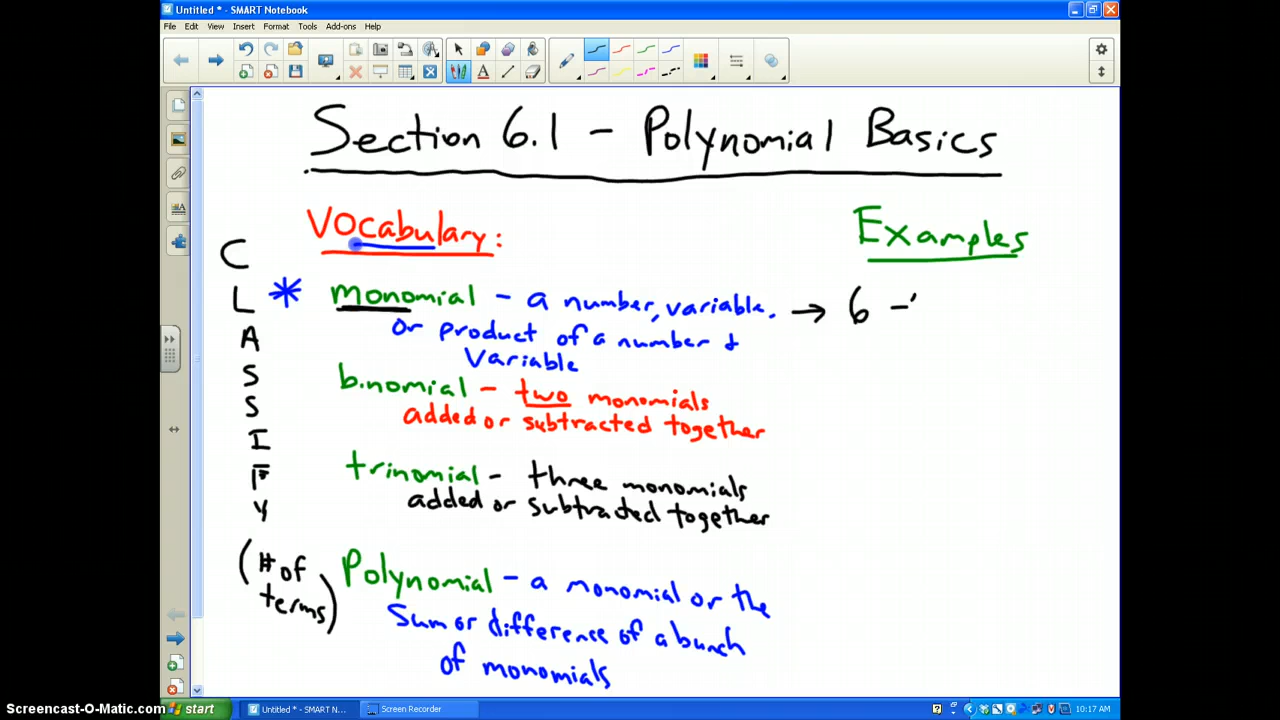 Untitled * - SMART Notebook
File Edit View Insert Format Tools Add-ons Help
Section 6.1 - Polynomial Basics
Vocabulary:
Examples
C
L
A
S
S
I
F
Y
(# of
terms)
* monomial - a number, variable,
or product of a number +
variable
→ 6 -
binomial - two monomials
added or subtracted together
trinomial - three monomials
added or subtracted together
Polynomial - a monomial or the
sum or difference of a bunch
of monomials
Screencast-O-Matic.com
start
Untitled * - SMART N...
Screen Recorder
10:17 AM